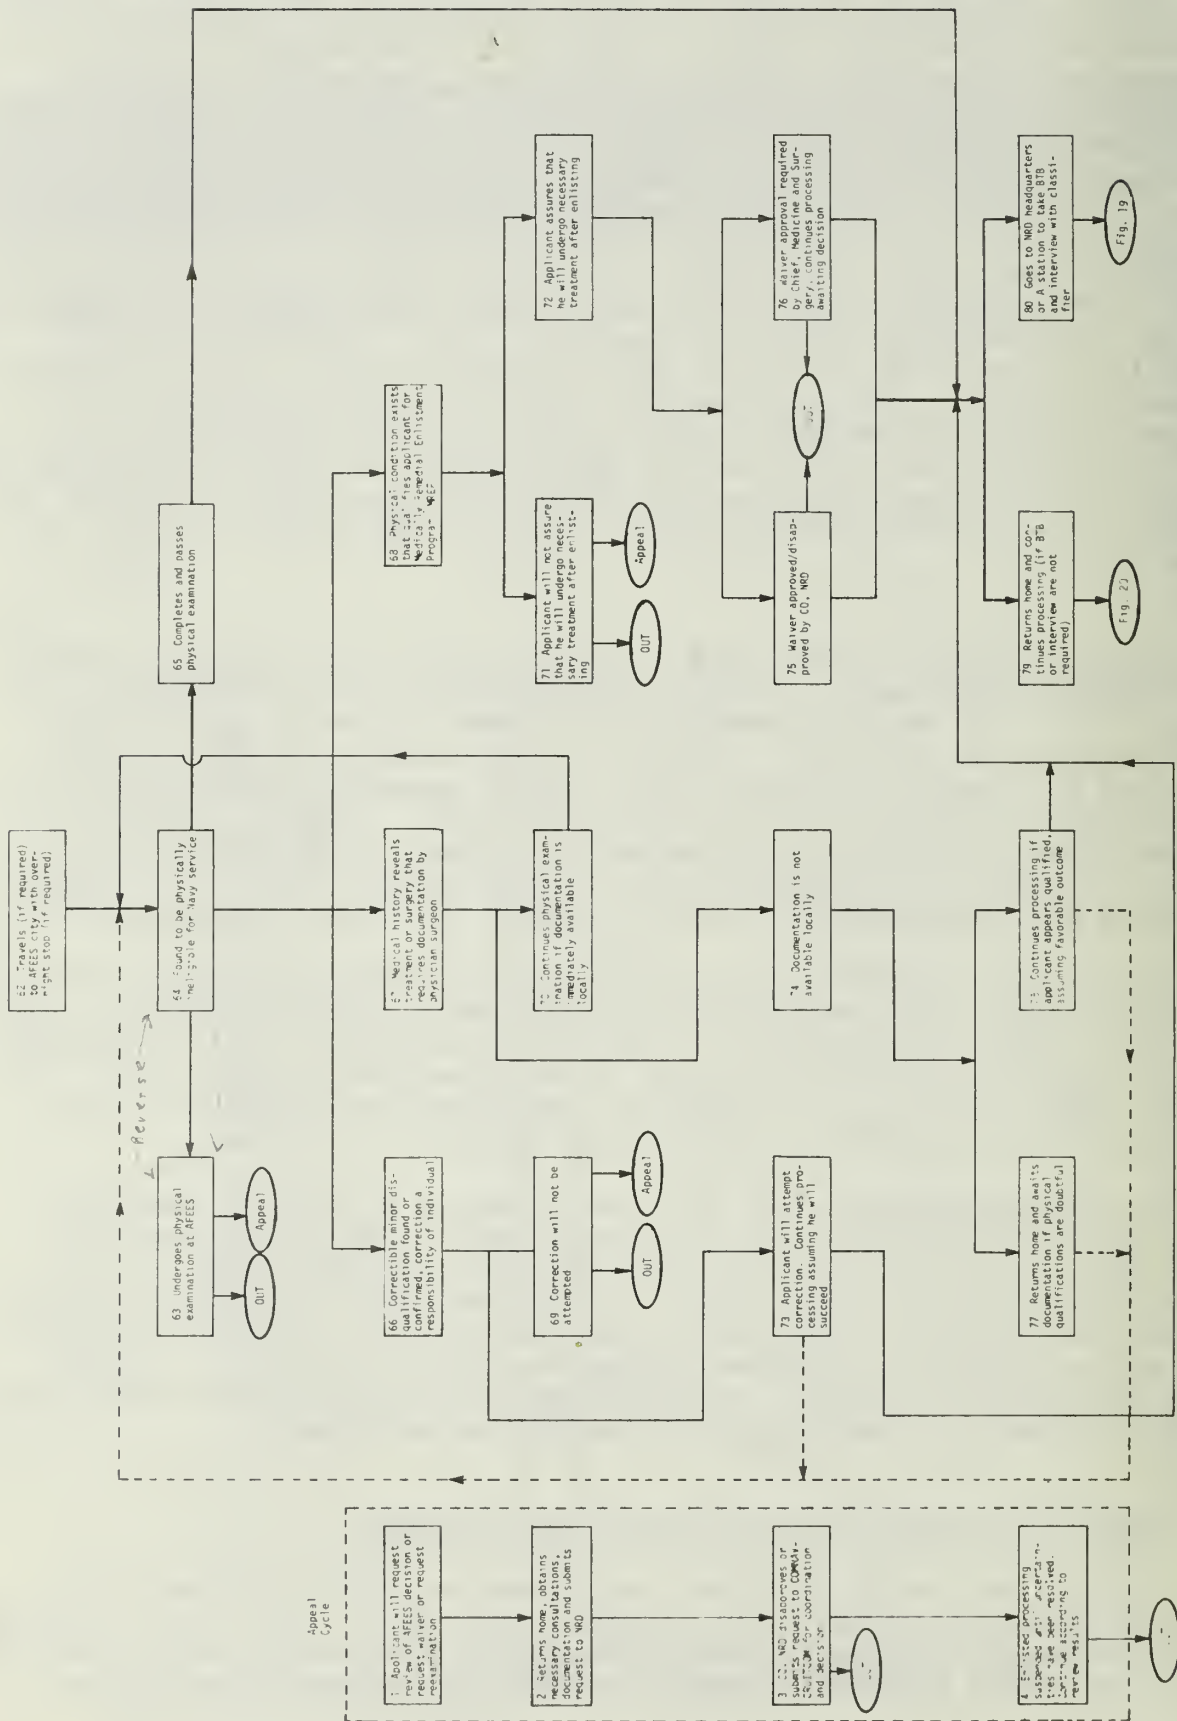 62 Travels (if required)
to AFEES city with over-
night stop (if required)
Reverse
63 Undergoes physical
examination at AFEES
OUT
Appeal
64 Found to be physically
ineligible for Navy service
65 Completes and passes
physical examination
66 Correctible minor dis-
qualification found or
confirmed, correction a
responsibility of individual
67 Medical history reveals
treatment or surgery that
requires documentation by
physician surgeon
68 Physical condition exists
that qualifies applicant for
Medically Remedial Enlistment
Program MREP
69 Correction will not be
attempted
OUT
Appeal
70 Continues physical exam-
ination if documentation is
immediately available
locally
71 Applicant will not assure
that he will undergo neces-
sary treatment after enlist-
ing
OUT
Appeal
72 Applicant assures that
he will undergo necessary
treatment after enlisting
73 Applicant will attempt
correction. Continues pro-
cessing assuming he will
succeed
74 Documentation is not
available locally
75 Waiver approved/disap-
proved by CO, NRD
OUT
76 Waiver approval required
by Chief, Medicine and Sur-
gery, continues processing
awaiting decision
77 Returns home and awaits
documentation if physical
qualifications are doubtful
78 Continues processing if
applicant appears qualified,
assuming favorable outcome
79 Returns home and con-
tinues processing (if BTB
or interview are not
required)
Fig. 20
80 Goes to NRD headquarters
or A station to take BTB
and interview with classi-
fier
Fig. 19
Appeal
Cycle
1 Applicant will request
review of AFEES decision or
request waiver or request
reexamination
2 Returns home, obtains
necessary consultations,
documentation and submits
request to NRD
3 CO, NRD disapproves or
submits request to
for coordination
and decision
OUT
4 Enlisted processing
suspended until uncertain-
ties have been resolved.
Continue according to
review results